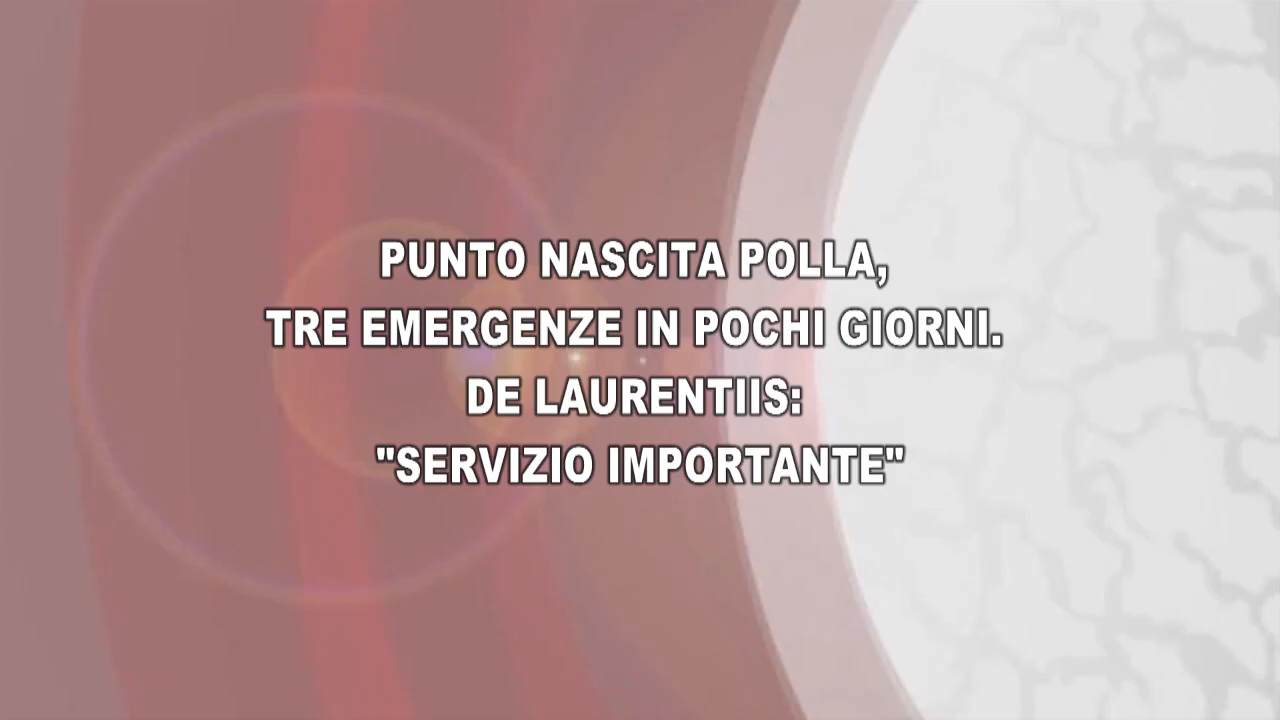 PUNTO NASCITA POLLA,
TRE EMERGENZE IN POCHI GIORNI.
DE LAURENTIIS:
"SERVIZIO IMPORTANTE"